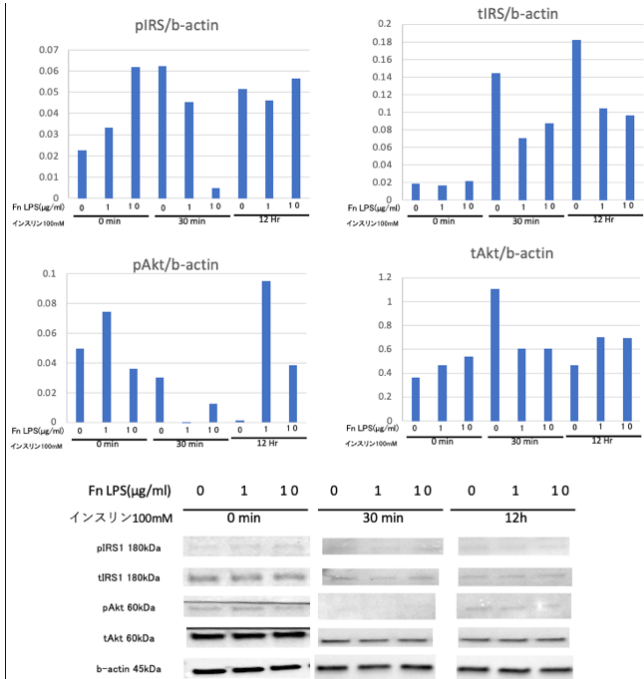 pIRS/b-actin
0.07
0.06
0.05
0.04
0.03
0.02
0.01
0
Fn LPS(μg/ml) 0 1 10 0 1 10 0 1 10
インスリン100mM 0 min 30 min 12 Hr
tIRS/b-actin
0.2
0.18
0.16
0.14
0.12
0.1
0.08
0.06
0.04
0.02
0
Fn LPS(μg/ml) 0 1 10 0 1 10 0 1 10
インスリン100mM 0 min 30 min 12 Hr
pAkt/b-actin
0.1
0.08
0.06
0.04
0.02
0
Fn LPS(μg/ml) 0 1 10 0 1 10 0 1 10
インスリン100mM 0 min 30 min 12 Hr
tAkt/b-actin
1.2
1
0.8
0.6
0.4
0.2
0
Fn LPS(μg/ml) 0 1 10 0 1 10 0 1 10
インスリン100mM 0 min 30 min 12 Hr
Fn LPS(μg/ml) 0 1 10 0 1 10 0 1 10
インスリン100mM 0 min 30 min 12h
pIRS1 180kDa
tIRS1 180kDa
pAkt 60kDa
tAkt 60kDa
b-actin 45kDa